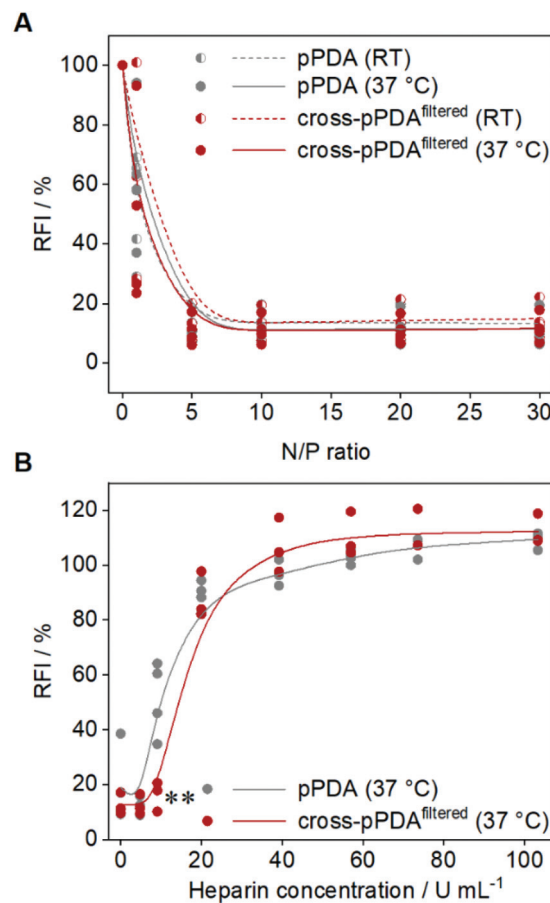 A
100
80
60
40
20
0
RFI / %
pPDA (RT)
pPDA (37 °C)
cross-pPDA^filtered (RT)
cross-pPDA^filtered (37 °C)
0 5 10 15 20 25 30
N/P ratio
B
120
100
80
60
40
20
0
RFI / %
**
pPDA (37 °C)
cross-pPDA^filtered (37 °C)
0 20 40 60 80 100
Heparin concentration / U mL⁻¹